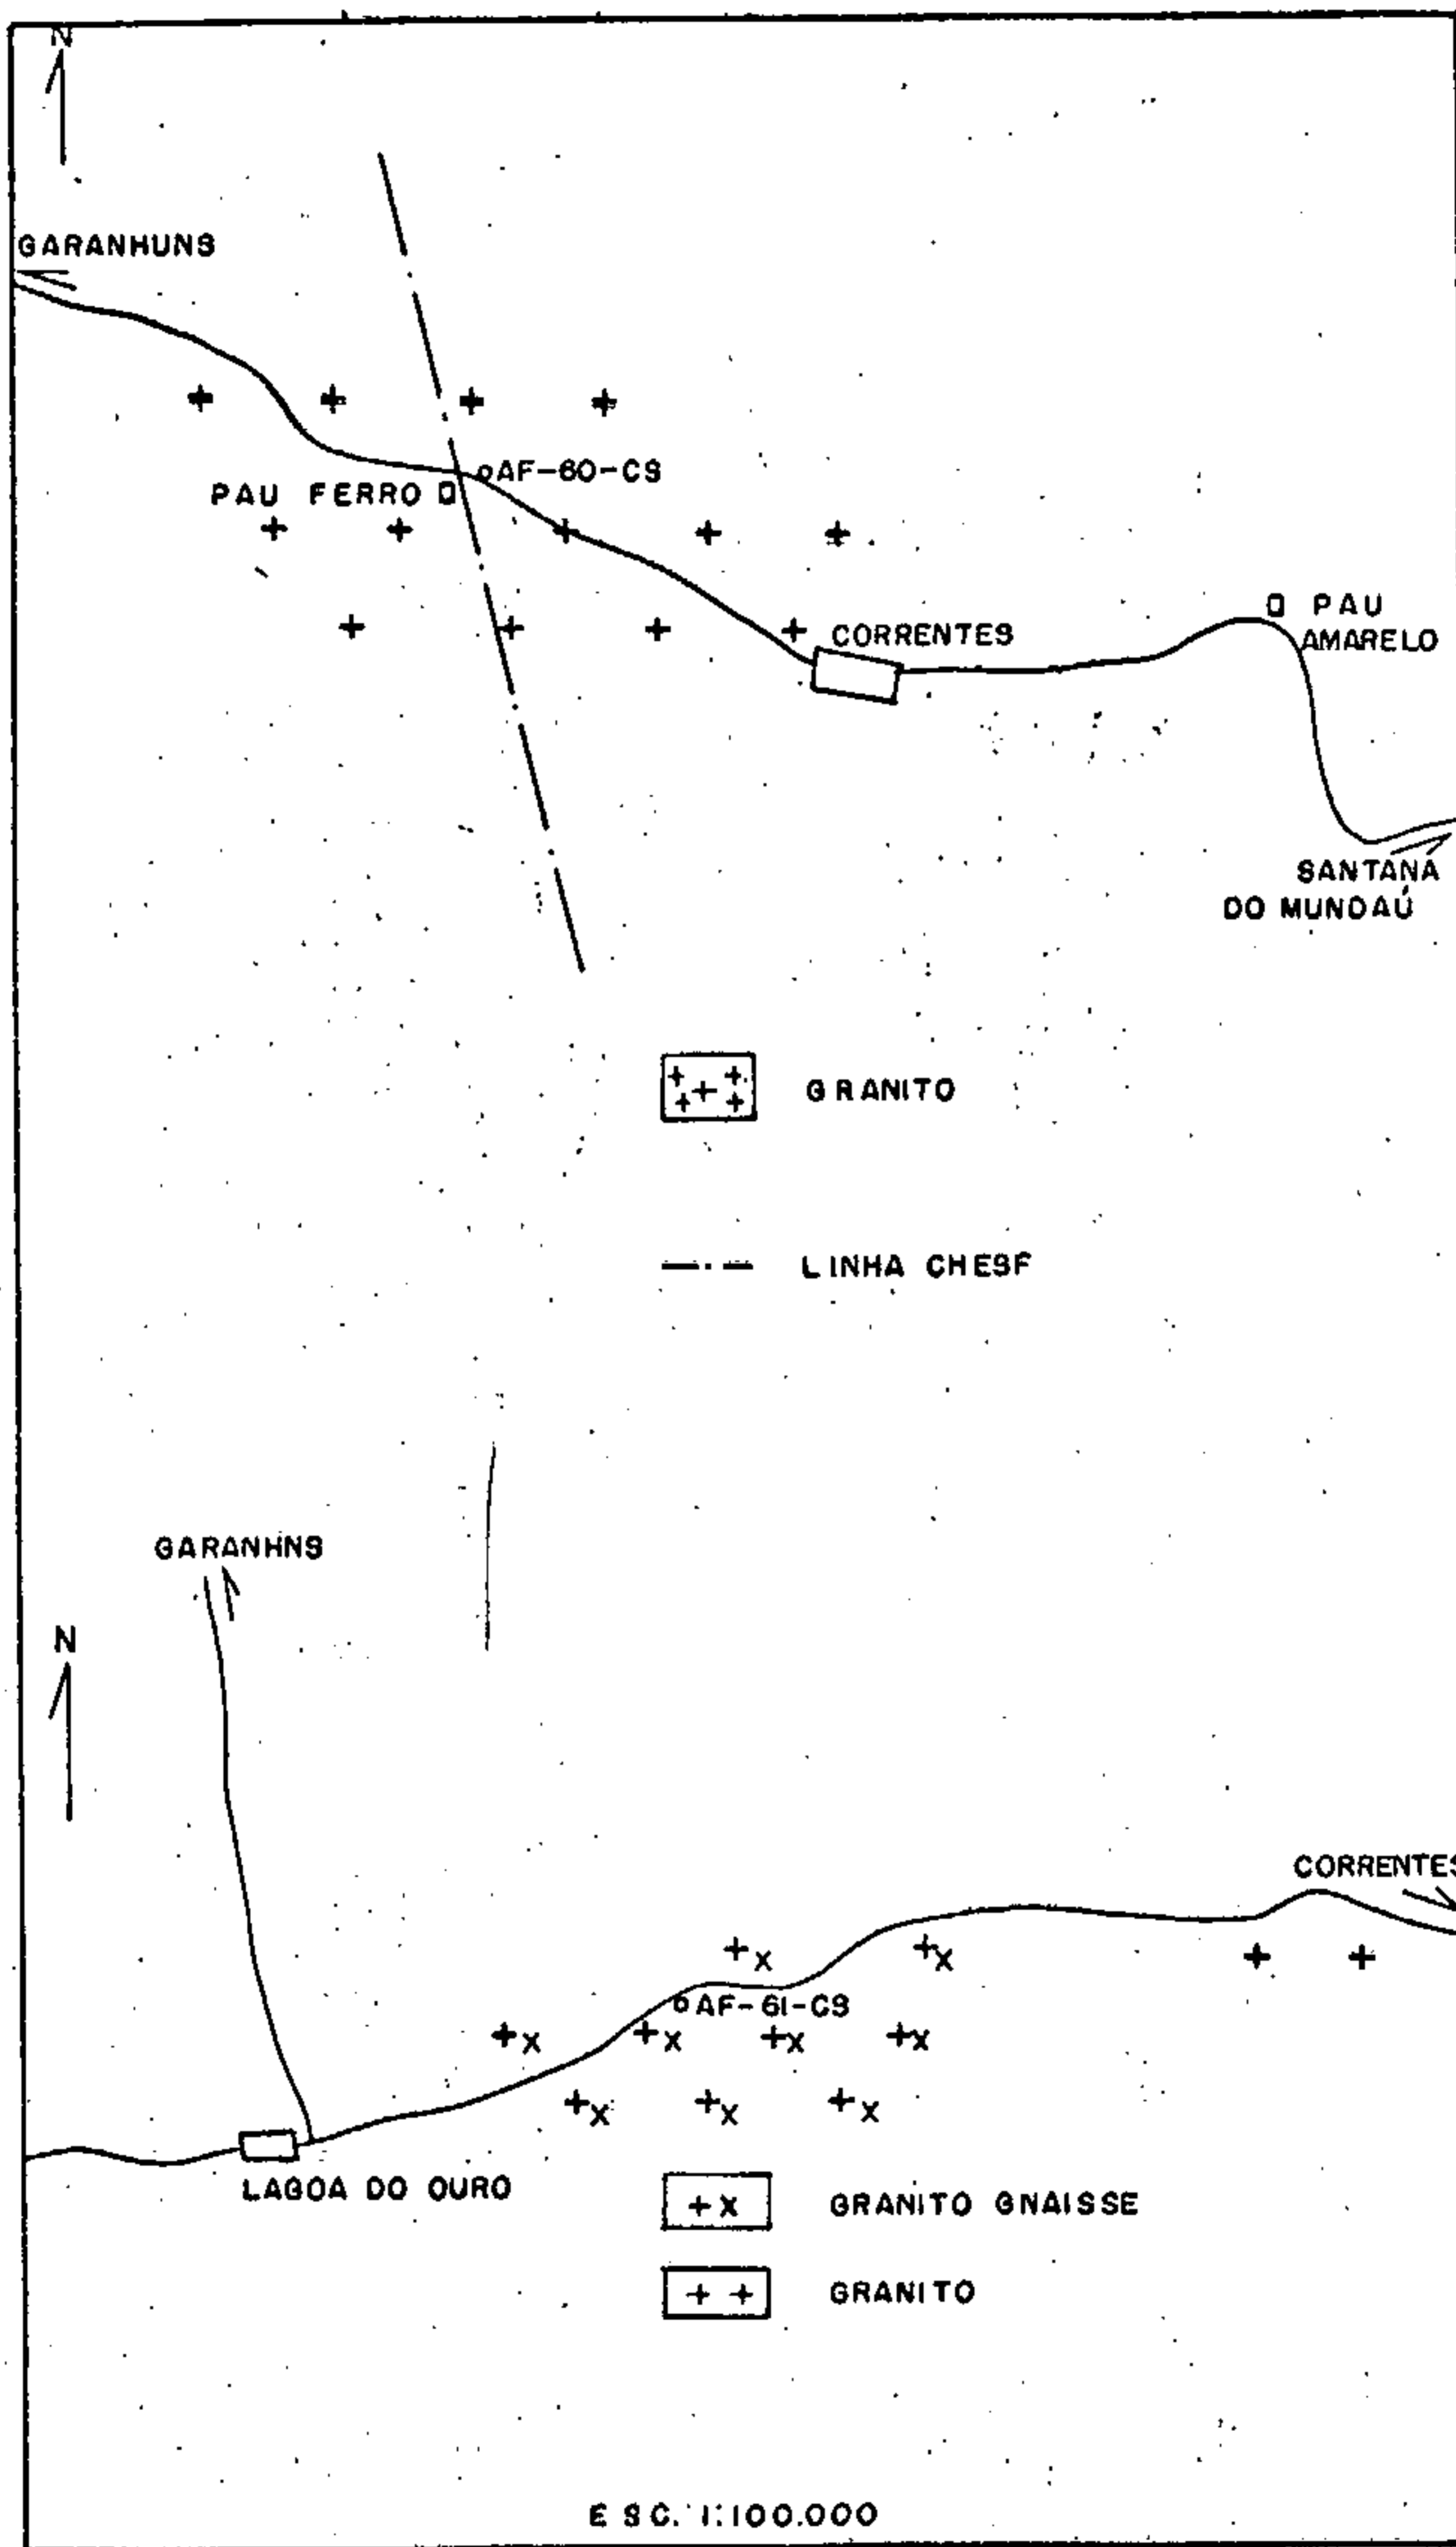 N
GARANHUNS
AF-60-CS
PAU FERRO
CORRENTES
PAU
AMARELO
SANTANA
DO MUNDAÚ
GRANITO
LINHA CHESF
GARANHNS
N
CORRENTES
AF-61-CS
LAGOA DO OURO
GRANITO GNAISSE
GRANITO
ESC. 1:100.000